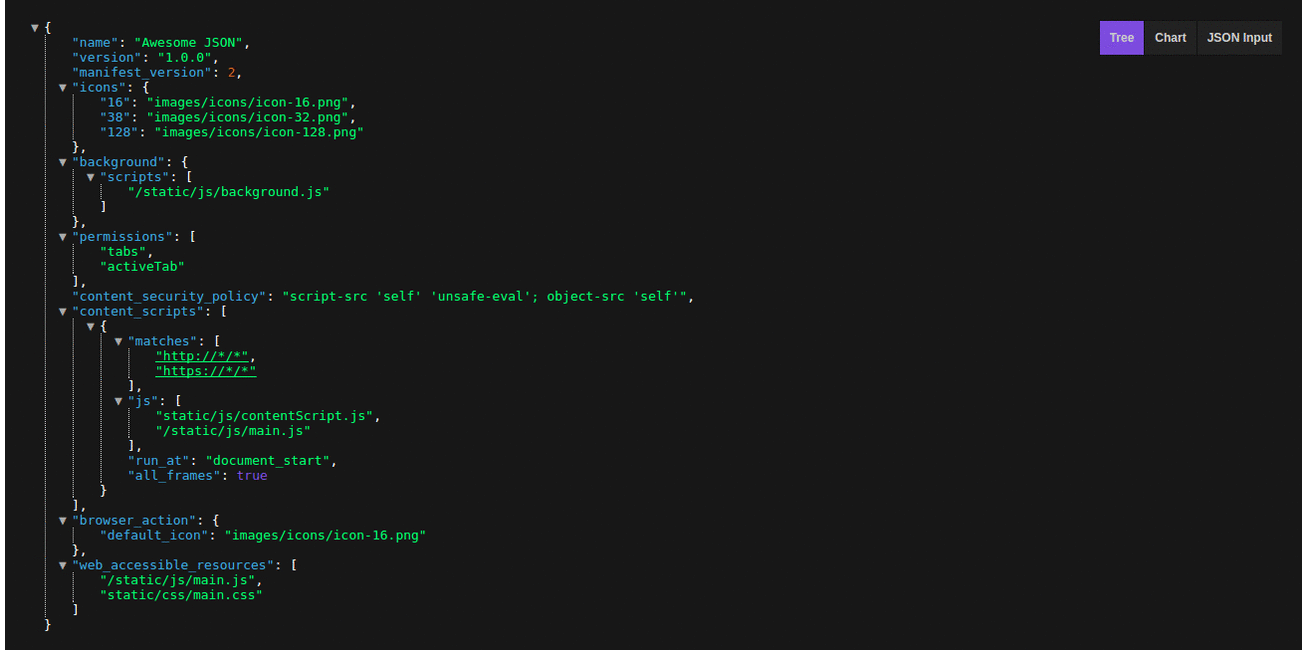 {
Tree Chart JSON Input
"name": "Awesome JSON",
"version": "1.0.0",
"manifest_version": 2,
"icons": {
"16": "images/icons/icon-16.png",
"38": "images/icons/icon-32.png",
"128": "images/icons/icon-128.png"
},
"background": {
"scripts": [
"/static/js/background.js"
]
},
"permissions": [
"tabs",
"activeTab"
],
"content_security_policy": "script-src 'self' 'unsafe-eval'; object-src 'self'",
"content_scripts": [
{
"matches": [
"http://*/*",
"https://*/*"
],
"js": [
"static/js/contentScript.js",
"/static/js/main.js"
],
"run_at": "document_start",
"all_frames": true
}
],
"browser_action": {
"default_icon": "images/icons/icon-16.png"
},
"web_accessible_resources": [
"/static/js/main.js",
"static/css/main.css"
]
}